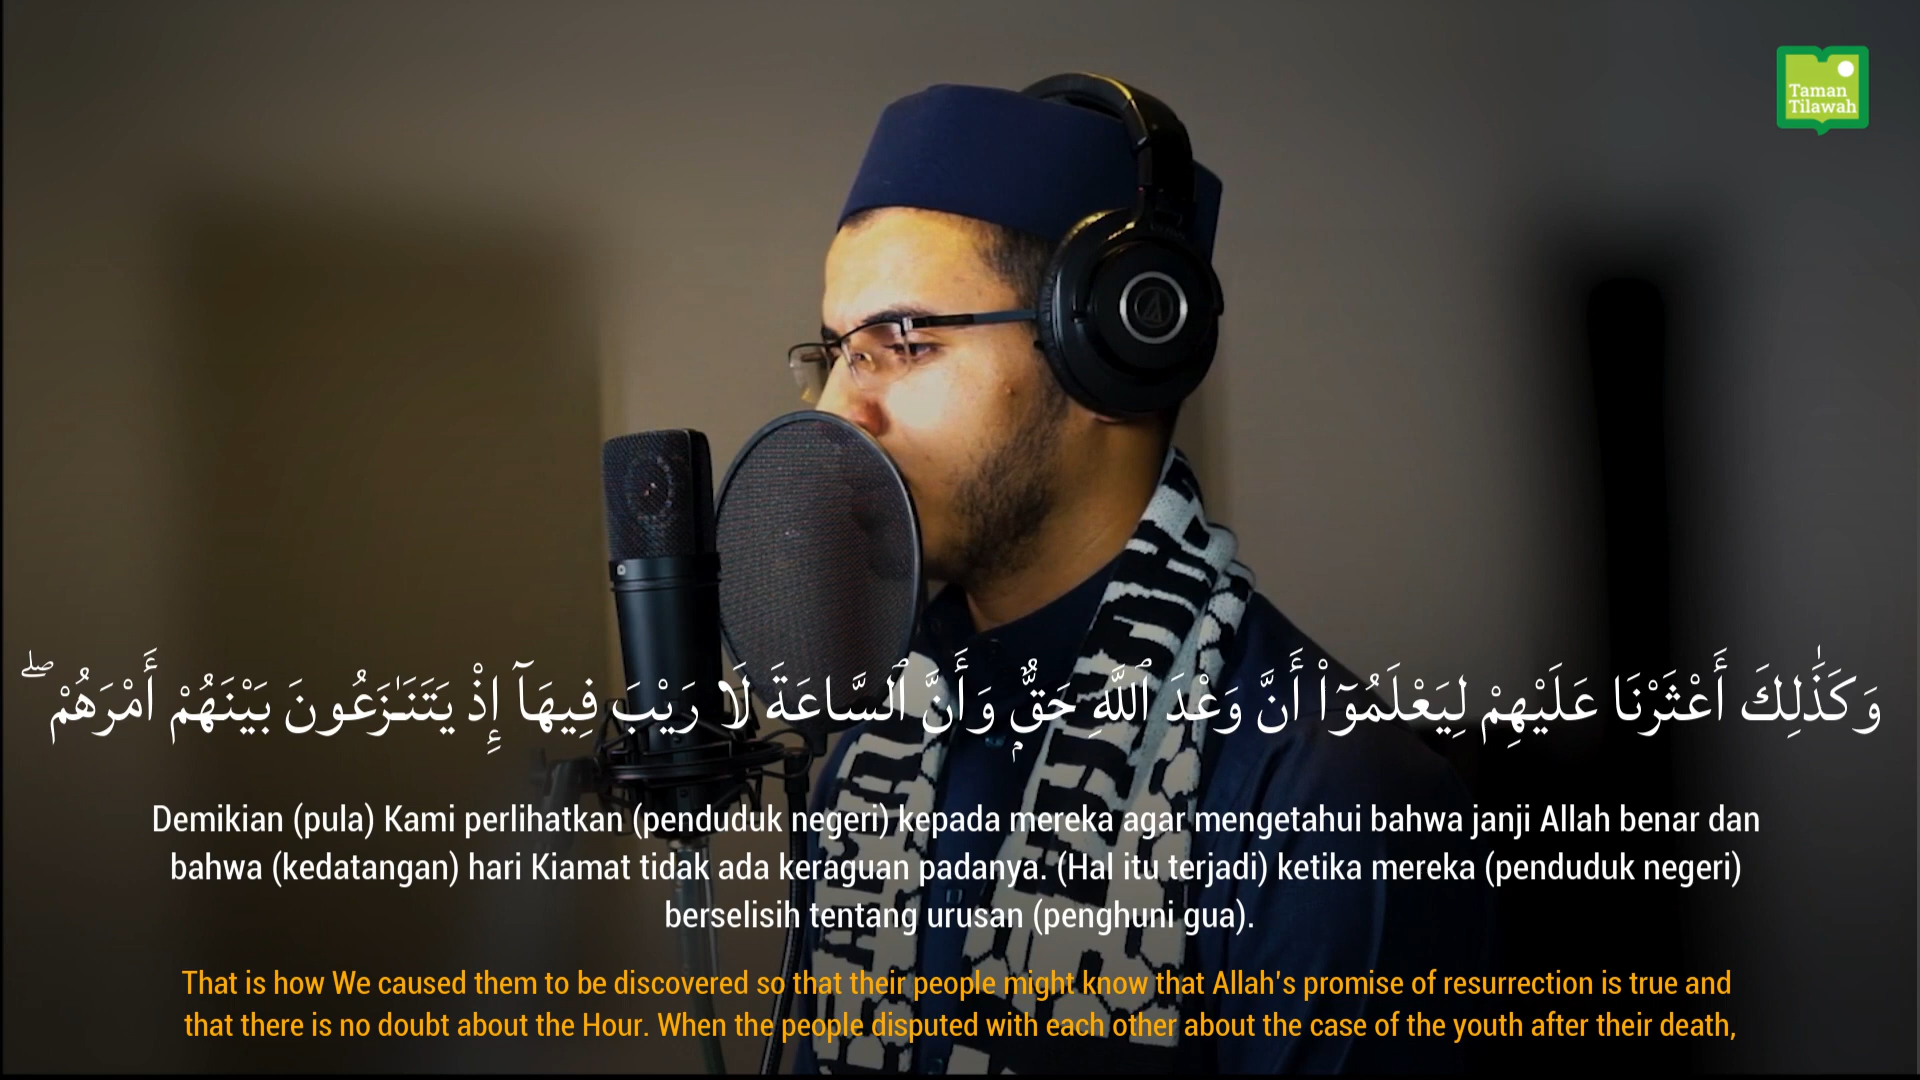 Taman
Tilawah
وَكَذَٰلِكَ أَعْثَرْنَا عَلَيْهِمْ لِيَعْلَمُوٓا۟ أَنَّ وَعْدَ ٱللَّهِ حَقٌّۭ وَأَنَّ ٱلسَّاعَةَ لَا رَيْبَ فِيهَآ إِذْ يَتَنَـٰزَعُونَ بَيْنَهُمْ أَمْرَهُمْ ۖ
Demikian (pula) Kami perlihatkan (penduduk negeri) kepada mereka agar mengetahui bahwa janji Allah benar dan
bahwa (kedatangan) hari Kiamat tidak ada keraguan padanya. (Hal itu terjadi) ketika mereka (penduduk negeri)
berselisih tentang urusan (penghuni gua).
That is how We caused them to be discovered so that their people might know that Allah's promise of resurrection is true and
that there is no doubt about the Hour. When the people disputed with each other about the case of the youth after their death,